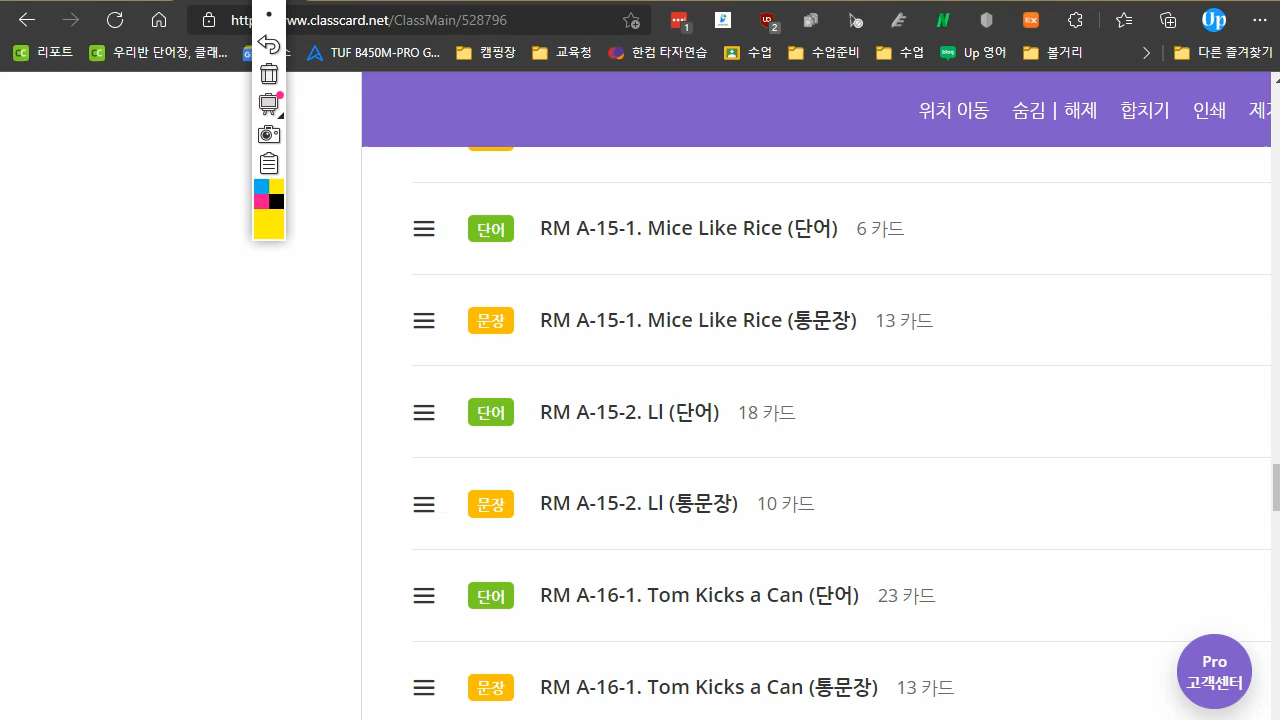 www.classcard.net/ClassMain/528796
1
UD
2
N
Up
리포트
우리반 단어장, 클래...
TUF B450M-PRO G...
캠핑장
교육청
한컴 타자연습
수업
수업준비
수업
blog
Up 영어
볼거리
다른 즐겨찾기
위치 이동 숨김 | 해제 합치기 인쇄
단어 RM A-15-1. Mice Like Rice (단어) 6 카드
문장 RM A-15-1. Mice Like Rice (통문장) 13 카드
단어 RM A-15-2. Ll (단어) 18 카드
문장 RM A-15-2. Ll (통문장) 10 카드
단어 RM A-16-1. Tom Kicks a Can (단어) 23 카드
문장 RM A-16-1. Tom Kicks a Can (통문장) 13 카드
Pro
고객센터